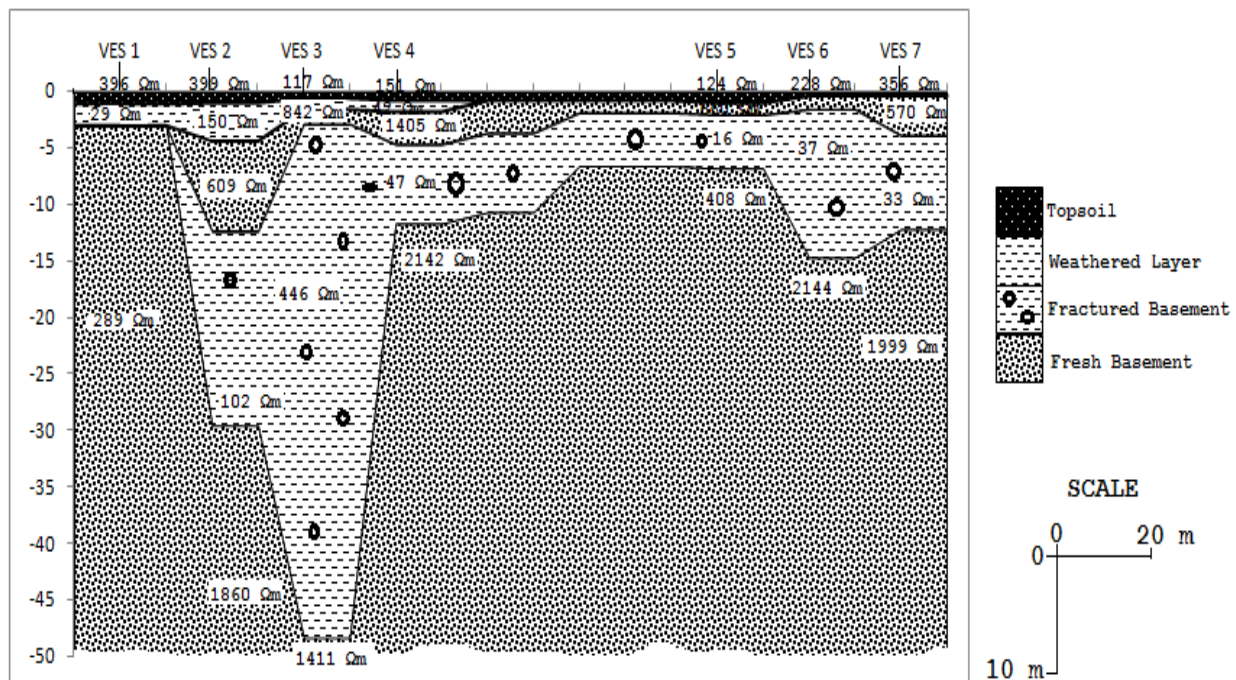 VES 1 VES 2 VES 3 VES 4 VES 5 VES 6 VES 7
396 Ωm 399 Ωm 117 Ωm 151 Ωm 124 Ωm 228 Ωm 356 Ωm
0
29 Ωm 150 Ωm 842 Ωm 570 Ωm
1405 Ωm
-5
16 Ωm 37 Ωm
609 Ωm 47 Ωm
408 Ωm 33 Ωm
-10
-15
2142 Ωm 2144 Ωm
446 Ωm
-20
289 Ωm
1999 Ωm
-25
102 Ωm
-30
-35
-40
-45
1860 Ωm
-50
1411 Ωm
Topsoil
Weathered Layer
Fractured Basement
Fresh Basement
SCALE
0 20 m
0
10 m